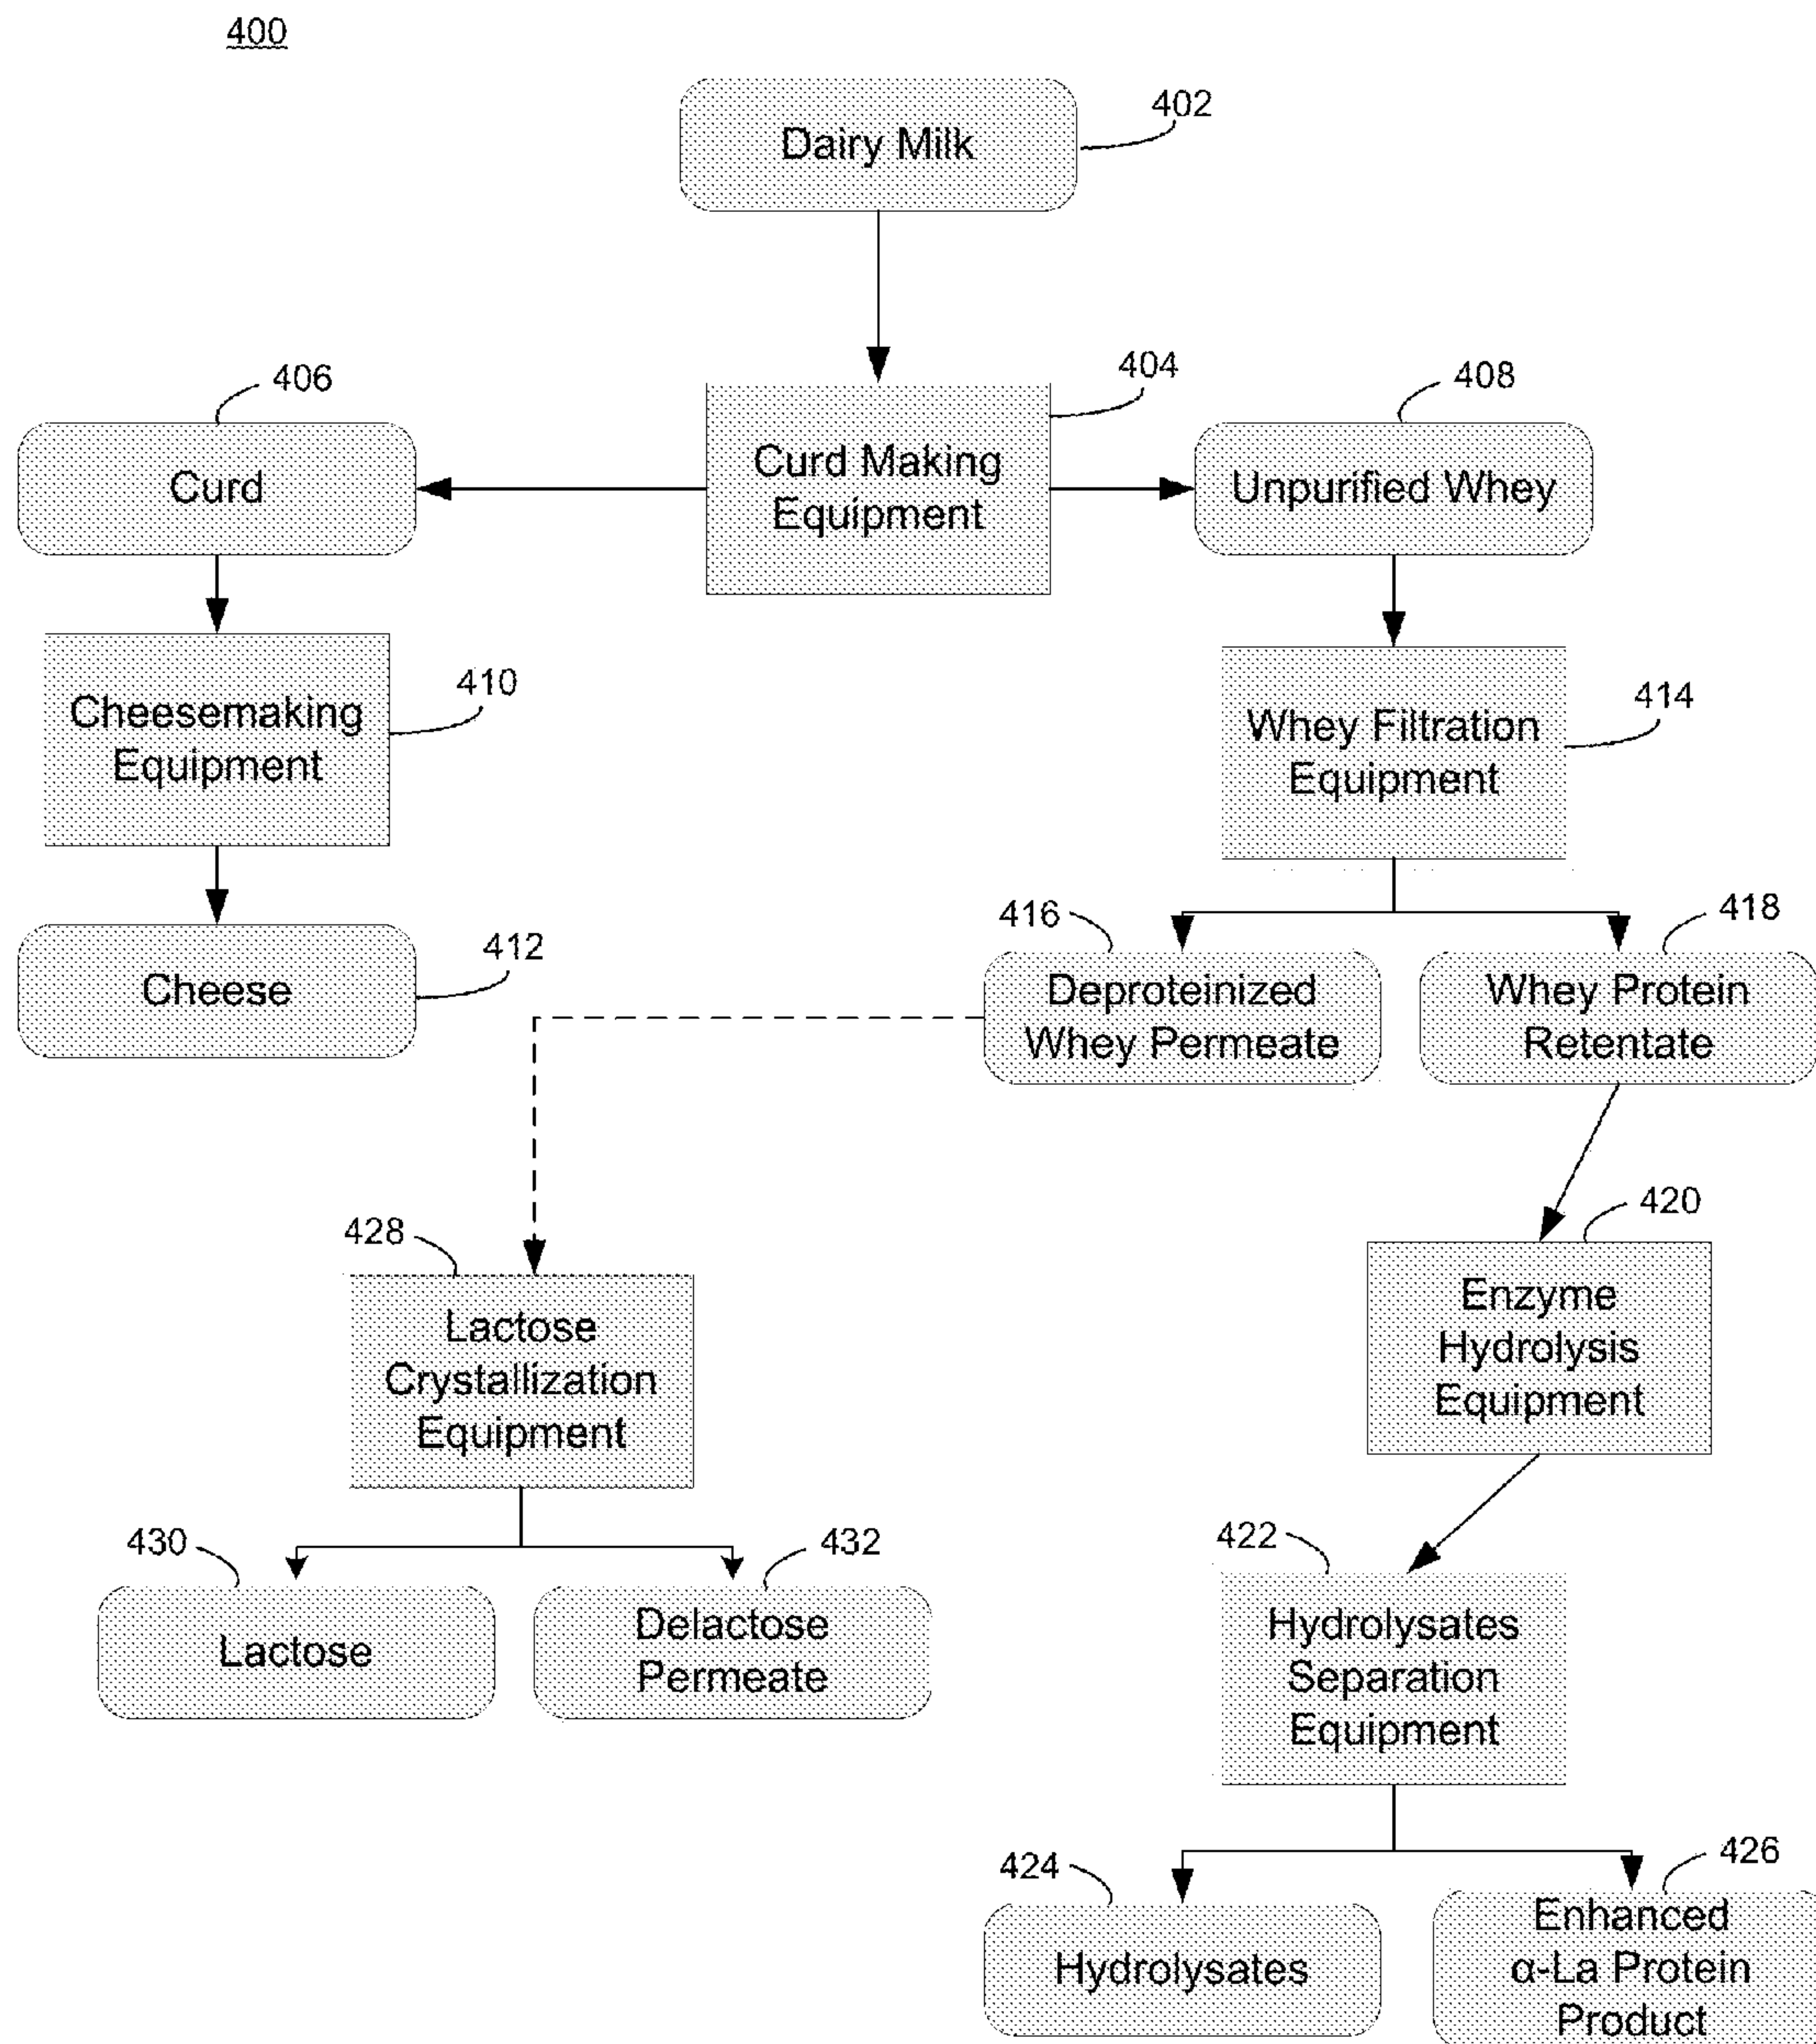 400
402
Dairy Milk
404
406
408
Curd
Curd Making
Equipment
Unpurified Whey
410
Cheesemaking
Equipment
414
Whey Filtration
Equipment
412
Cheese
416
Deproteinized
Whey Permeate
418
Whey Protein
Retentate
420
Enzyme
Hydrolysis
Equipment
428
Lactose
Crystallization
Equipment
422
Hydrolysates
Separation
Equipment
430
Lactose
432
Delactose
Permeate
424
Hydrolysates
426
Enhanced
α-La Protein
Product